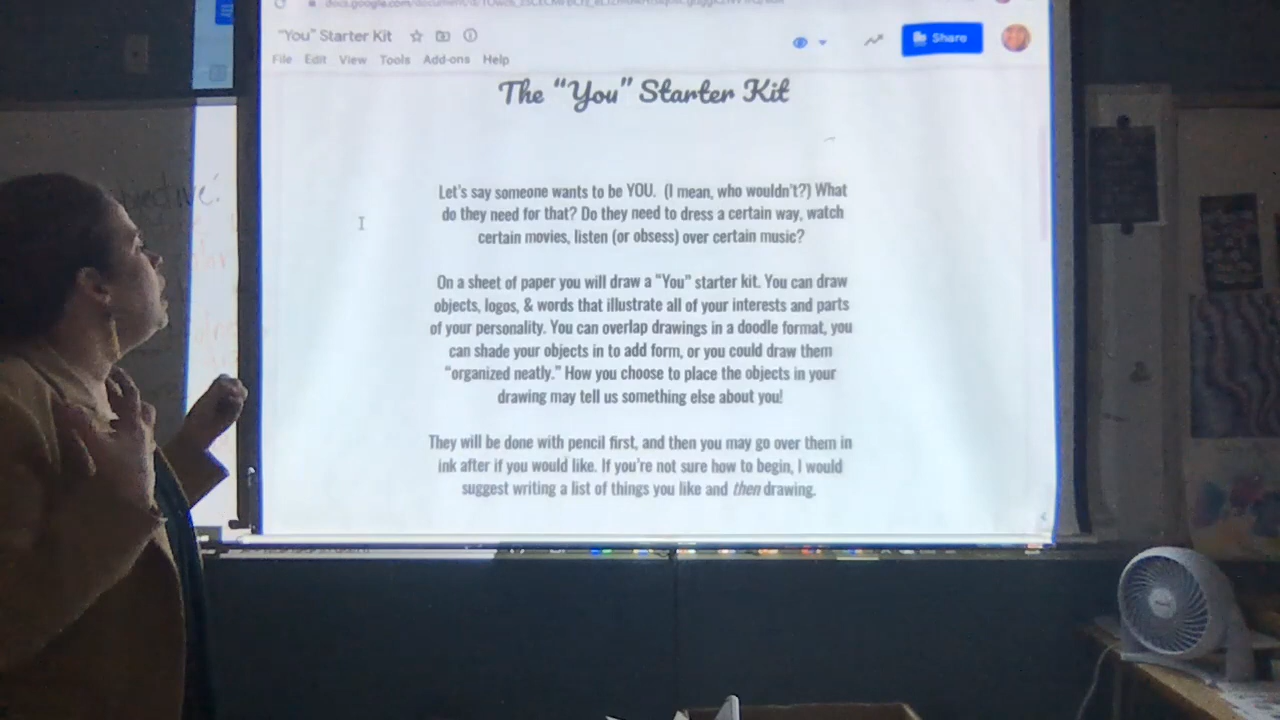 "You" Starter Kit
Share
File Edit View Tools Add-ons Help
The "You" Starter Kit
Let's say someone wants to be YOU. (I mean, who wouldn't?) What
do they need for that? Do they need to dress a certain way, watch
certain movies, listen (or obsess) over certain music?
On a sheet of paper you will draw a "You" starter kit. You can draw
objects, logos, & words that illustrate all of your interests and parts
of your personality. You can overlap drawings in a doodle format, you
can shade your objects in to add form, or you could draw them
"organized neatly." How you choose to place the objects in your
drawing may tell us something else about you!
They will be done with pencil first, and then you may go over them in
ink after if you would like. If you're not sure how to begin, I would
suggest writing a list of things you like and then drawing.